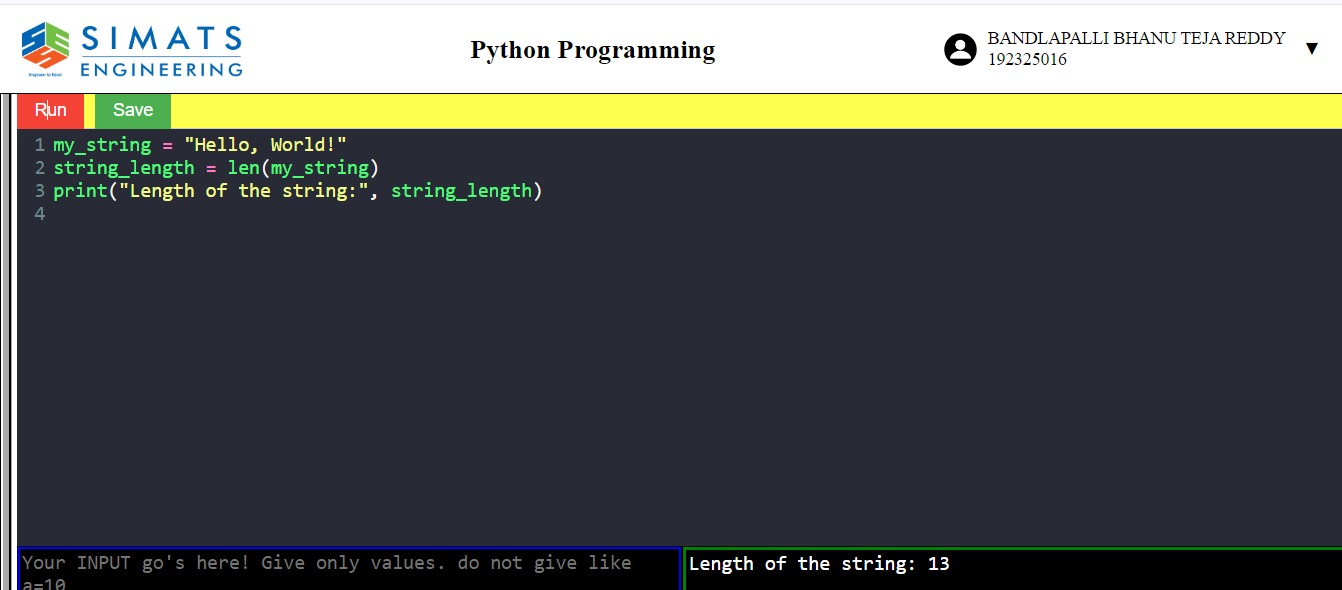 SIMATS
ENGINEERING
Engineer to Excel
Python Programming
BANDLAPALLI BHANU TEJA REDDY
192325016
Run
Save
1 my_string = "Hello, World!"
2 string_length = len(my_string)
3 print("Length of the string:", string_length)
4
Your INPUT go's here! Give only values. do not give like
a=10
Length of the string: 13